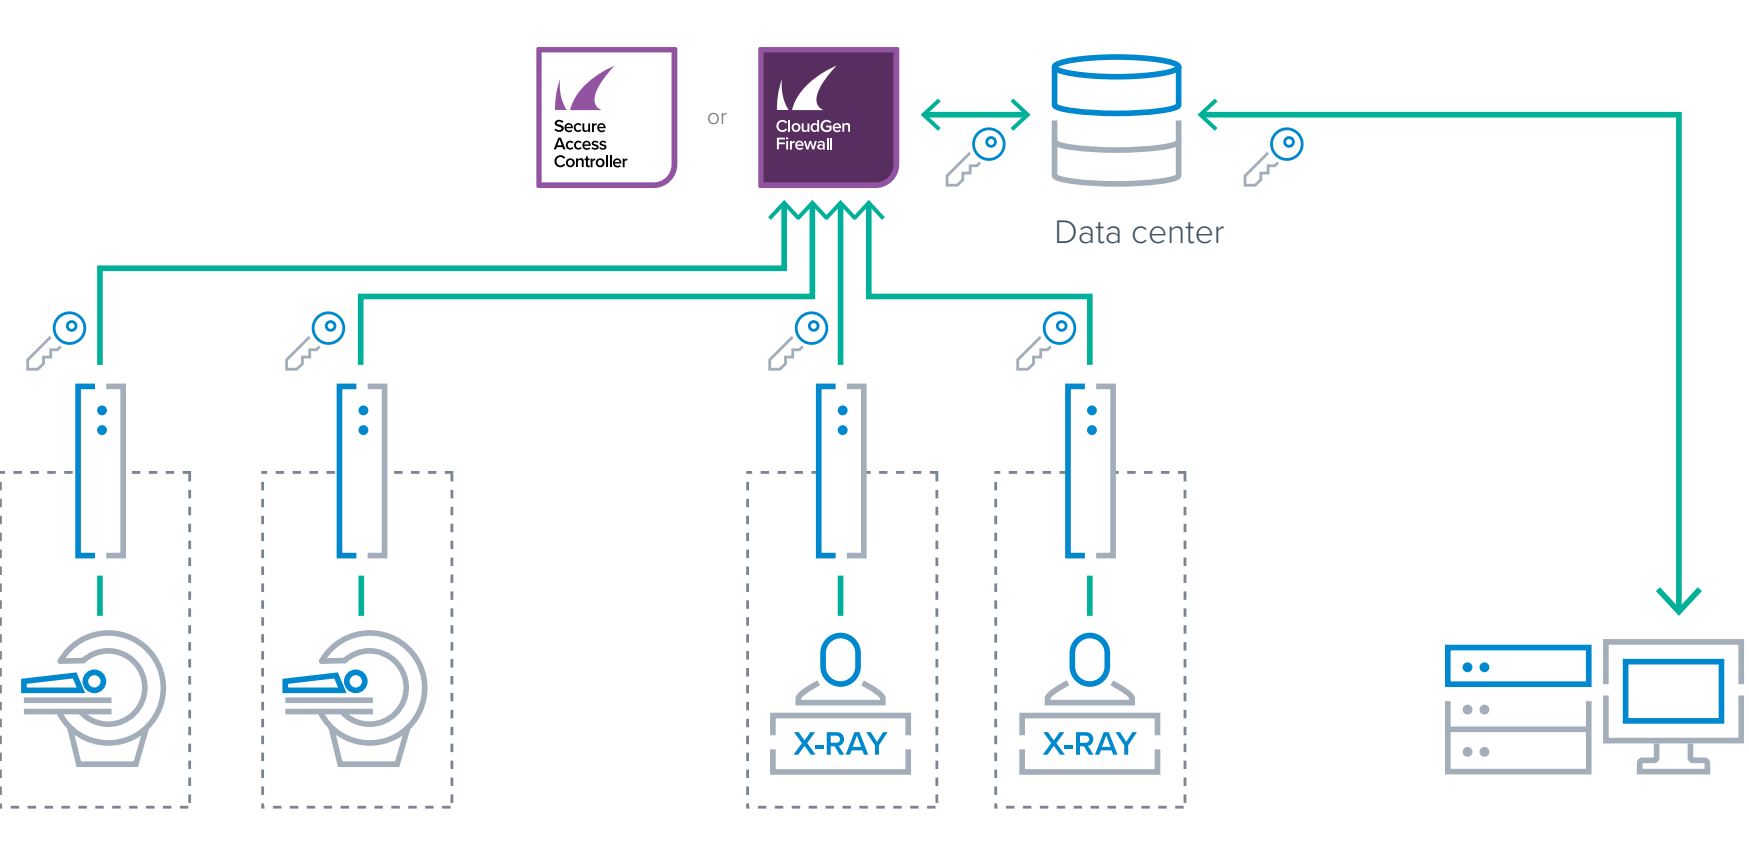 Secure
Access
Controller
or
CloudGen
Firewall
Data center
X-RAY
X-RAY